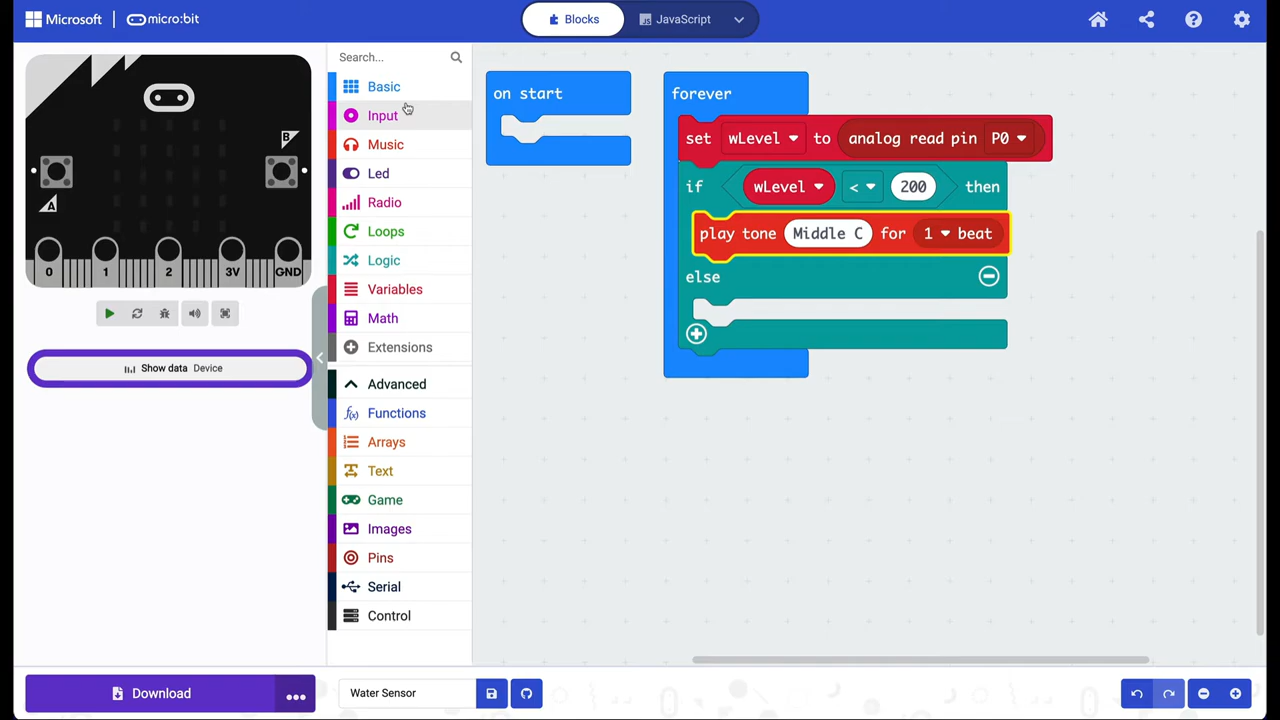 Microsoft micro:bit Blocks JavaScript
Search...
Basic
Input
Music
Led
Radio
Loops
Logic
Variables
Math
Extensions
Advanced
Functions
Arrays
Text
Game
Images
Pins
Serial
Control
B
A
0 1 2 3V GND
Show data Device
on start
forever
set wLevel to analog read pin P0
if wLevel < 200 then
play tone Middle C for 1 beat
else
Download
Water Sensor